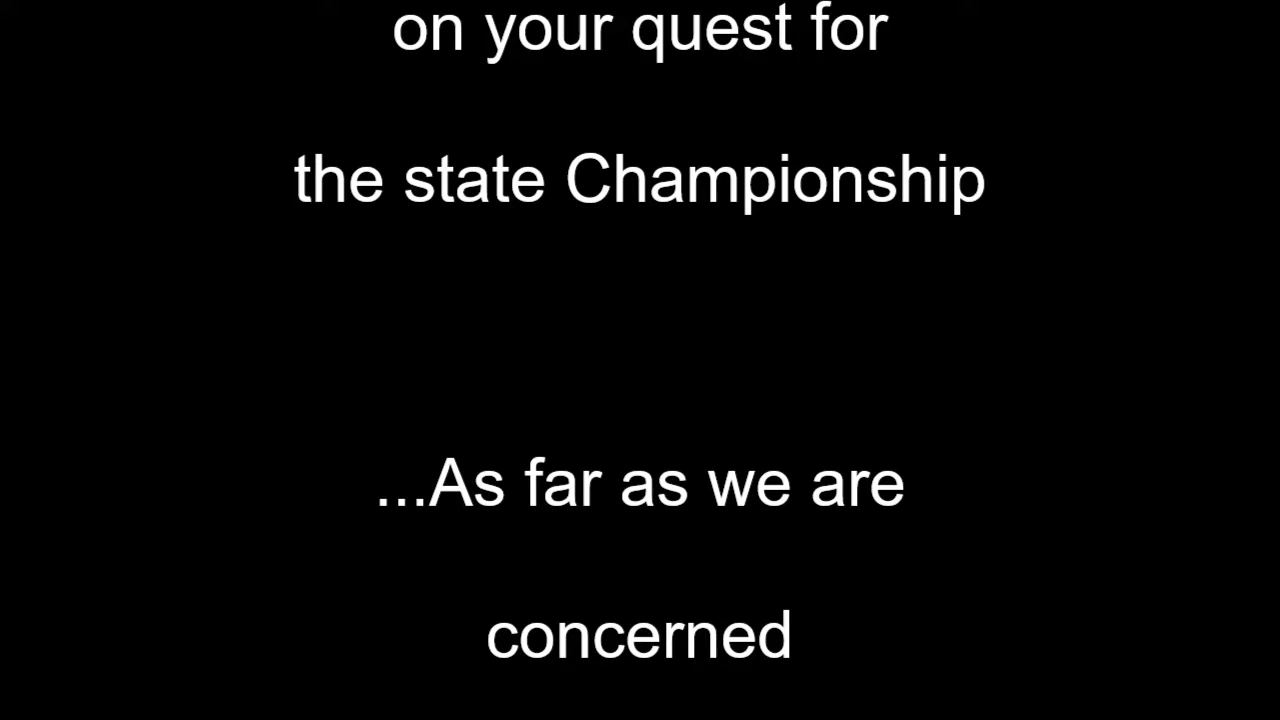 on your quest for
the state Championship
...As far as we are
concerned